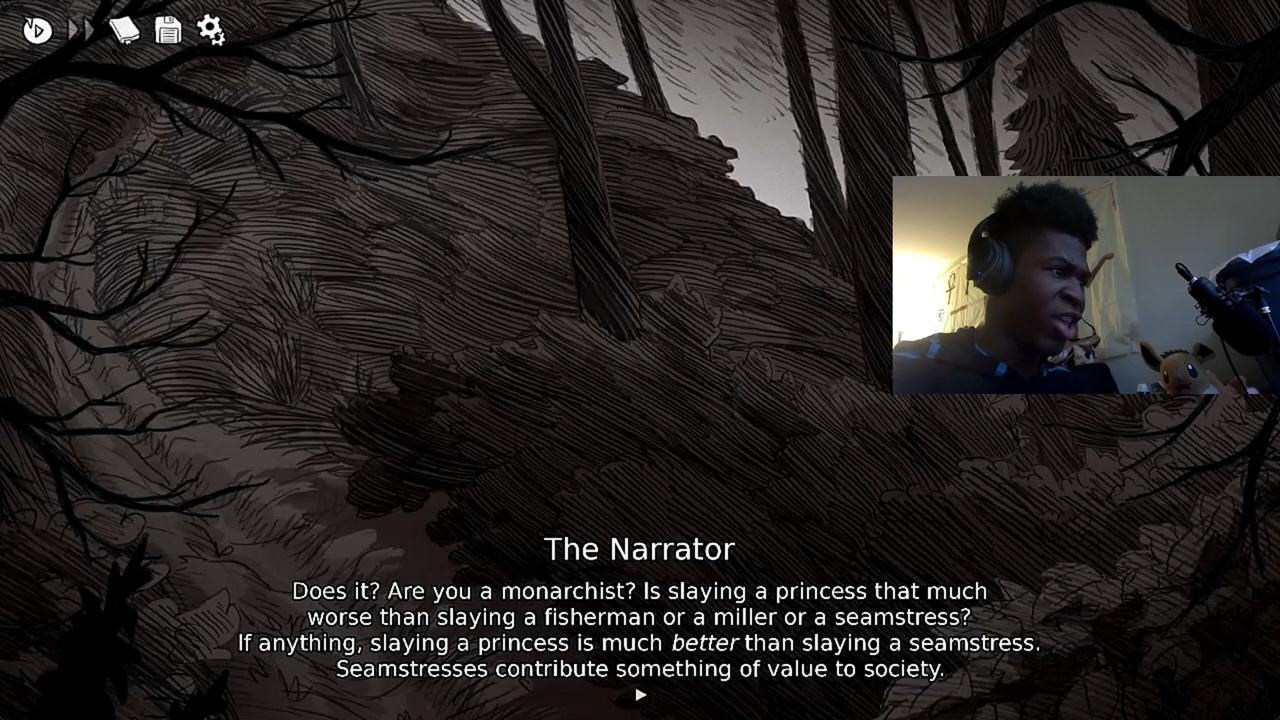 The Narrator
Does it? Are you a monarchist? Is slaying a princess that much
worse than slaying a fisherman or a miller or a seamstress?
If anything, slaying a princess is much better than slaying a seamstress.
Seamstresses contribute something of value to society.